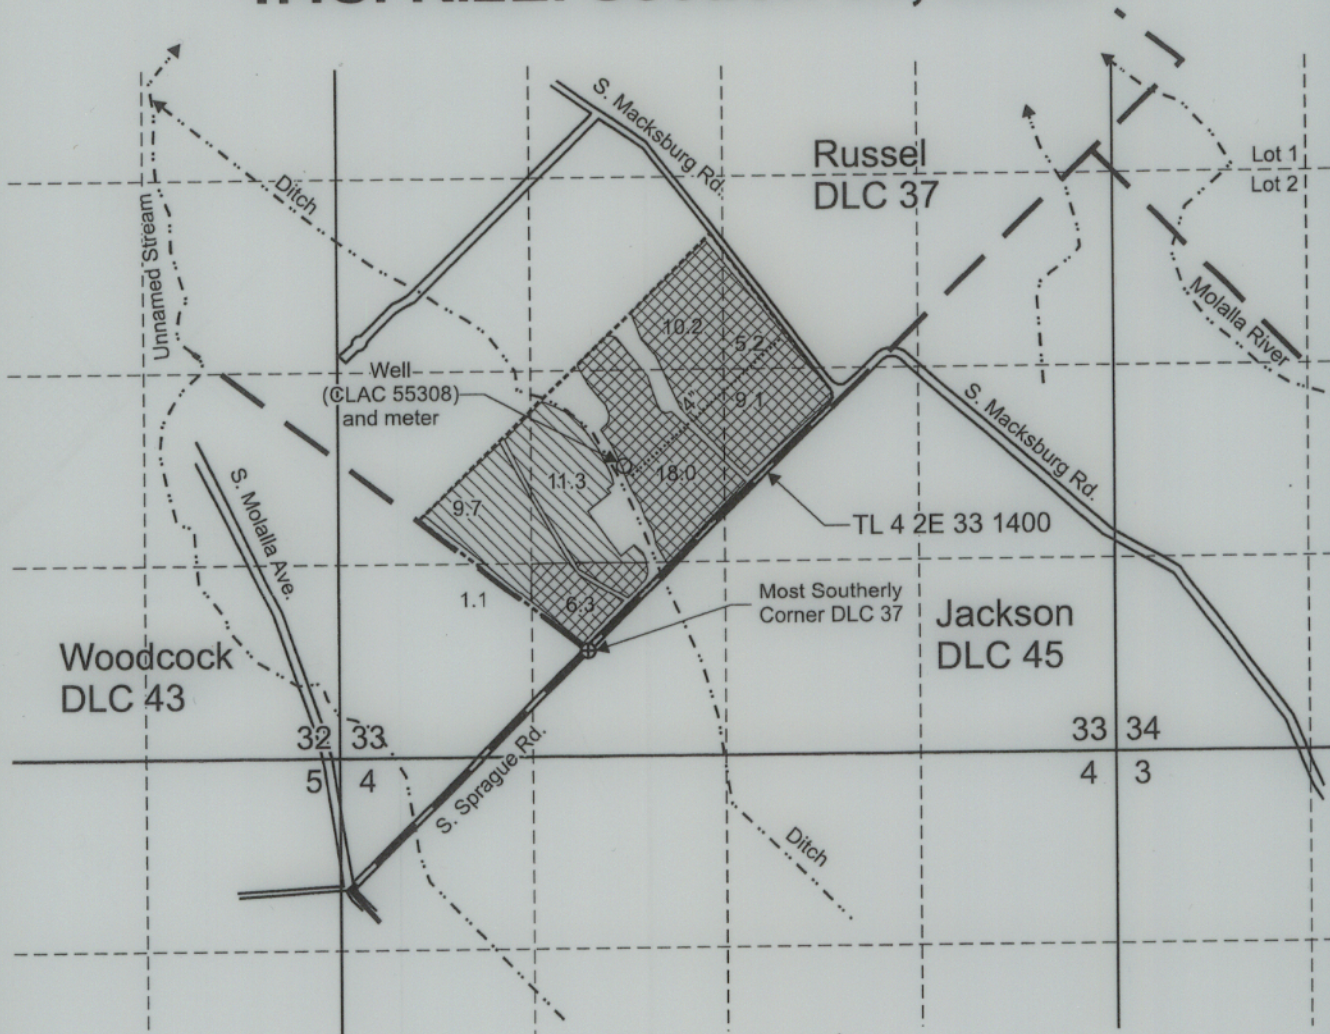 S. Macksburg Rd.
Russel
DLC 37
Lot 1
Lot 2
Ditch
Unnamed Stream
Molalla River
10.2
5.2
Well
(CLAC 55308)
and meter
4"
9.1
S. Macksburg Rd.
S. Molalla Ave.
9.7
11.3
18.0
TL 4 2E 33 1400
1.1
6.3
Most Southerly
Corner DLC 37
Jackson
DLC 45
Woodcock
DLC 43
32 33
5 4
33 34
4 3
S. Sprague Rd.
Ditch